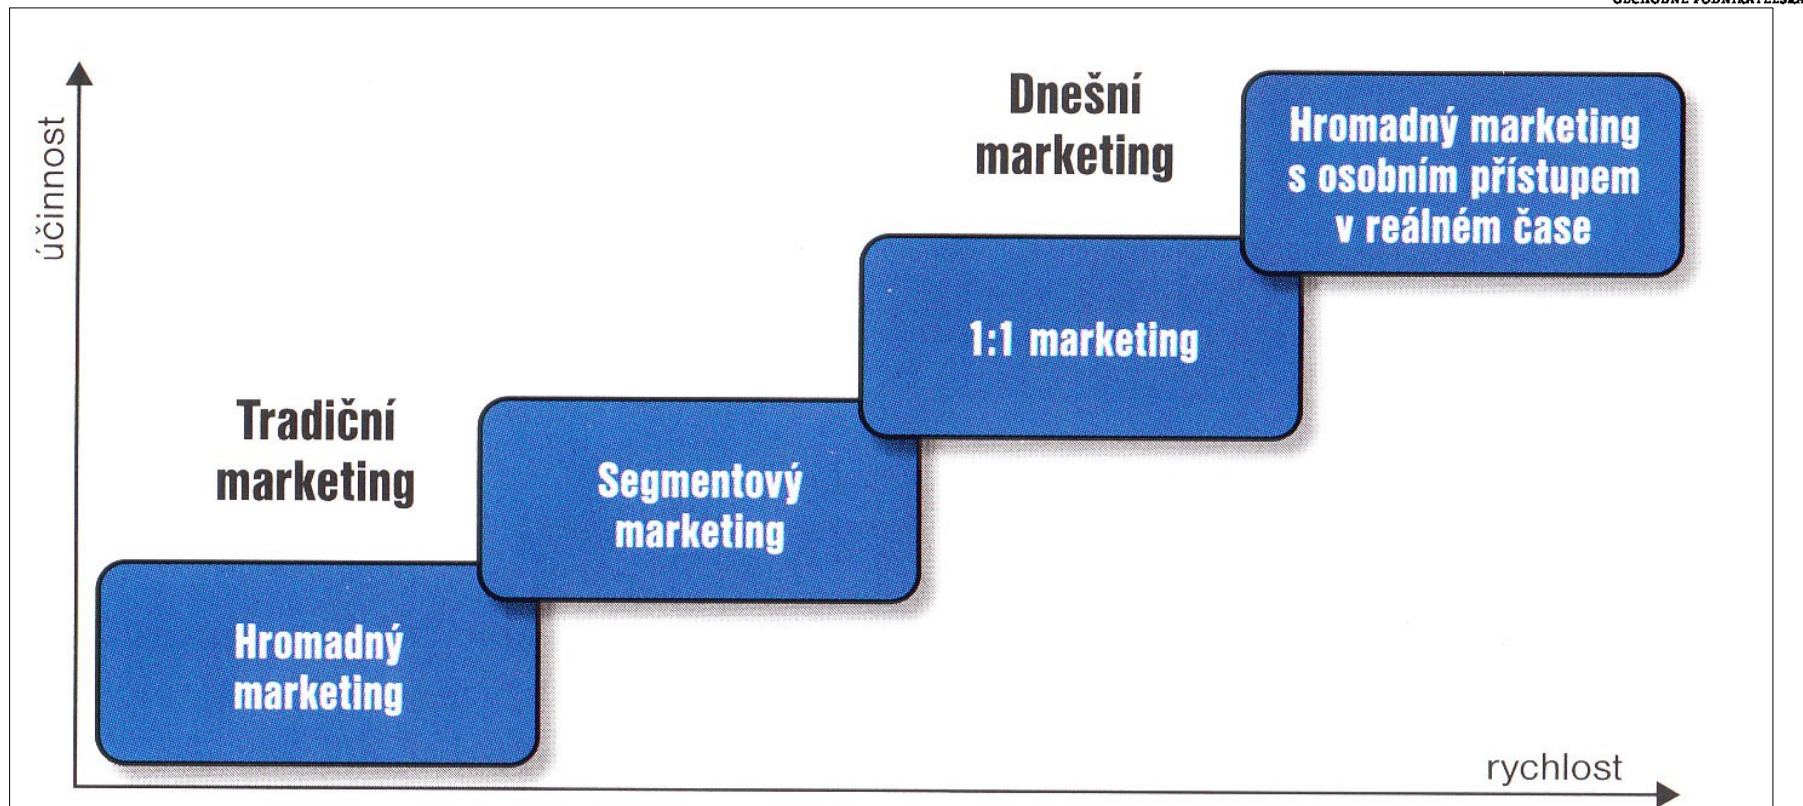 účinnost
Tradiční
marketing
Dnešní
marketing
Hromadný
marketing
Segmentový
marketing
1:1 marketing
Hromadný marketing
s osobním přístupem
v reálném čase
rychlost